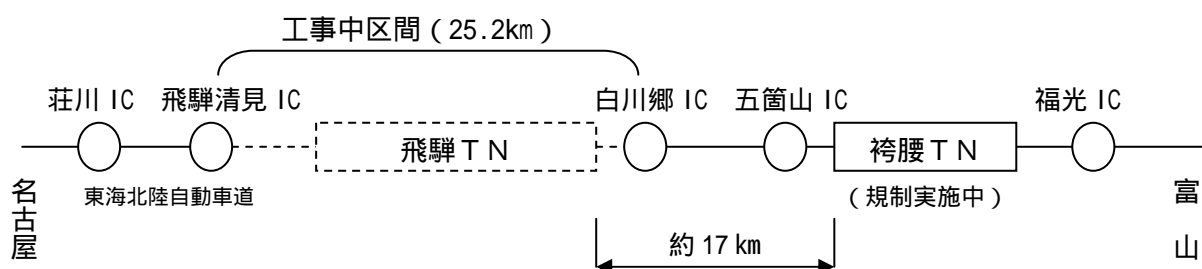 工事中区間（25.2km）
荘川 IC 飛騨清見 IC 白川郷 IC 五箇山 IC 福光 IC
飛騨TN 袴腰TN
名古屋
東海北陸自動車道
（規制実施中）
富山
約 17 km